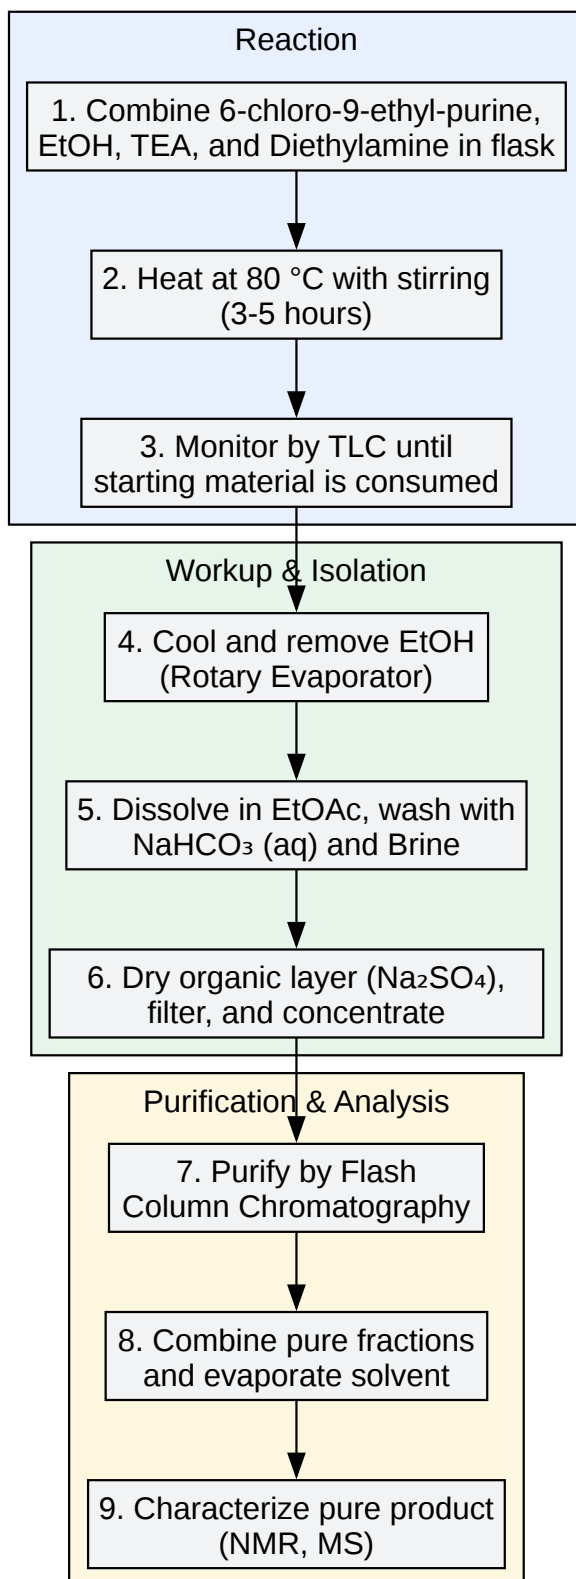 Reaction
1. Combine 6-chloro-9-ethyl-purine,
EtOH, TEA, and Diethylamine in flask
2. Heat at 80 °C with stirring
(3-5 hours)
3. Monitor by TLC until
starting material is consumed
Workup & Isolation
4. Cool and remove EtOH
(Rotary Evaporator)
5. Dissolve in EtOAc, wash with
NaHCO₃ (aq) and Brine
6. Dry organic layer (Na₂SO₄),
filter, and concentrate
Purification & Analysis
7. Purify by Flash
Column Chromatography
8. Combine pure fractions
and evaporate solvent
9. Characterize pure product
(NMR, MS)